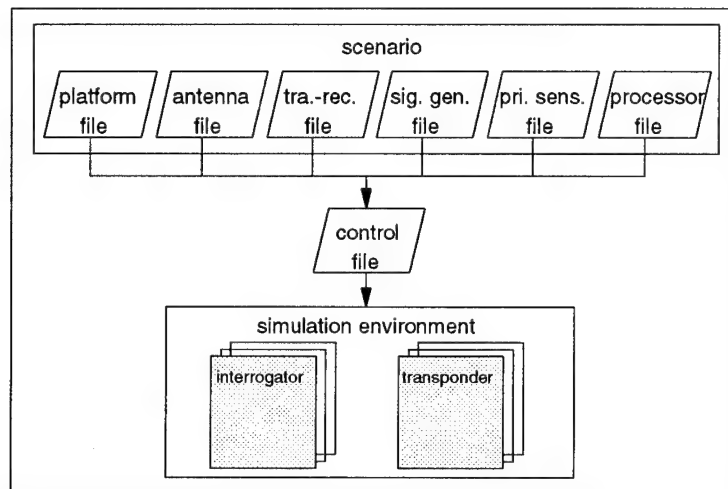 scenario
platform file
antenna file
tra.-rec. file
sig. gen. file
pri. sens. file
processor file
control file
simulation environment
interrogator
transponder